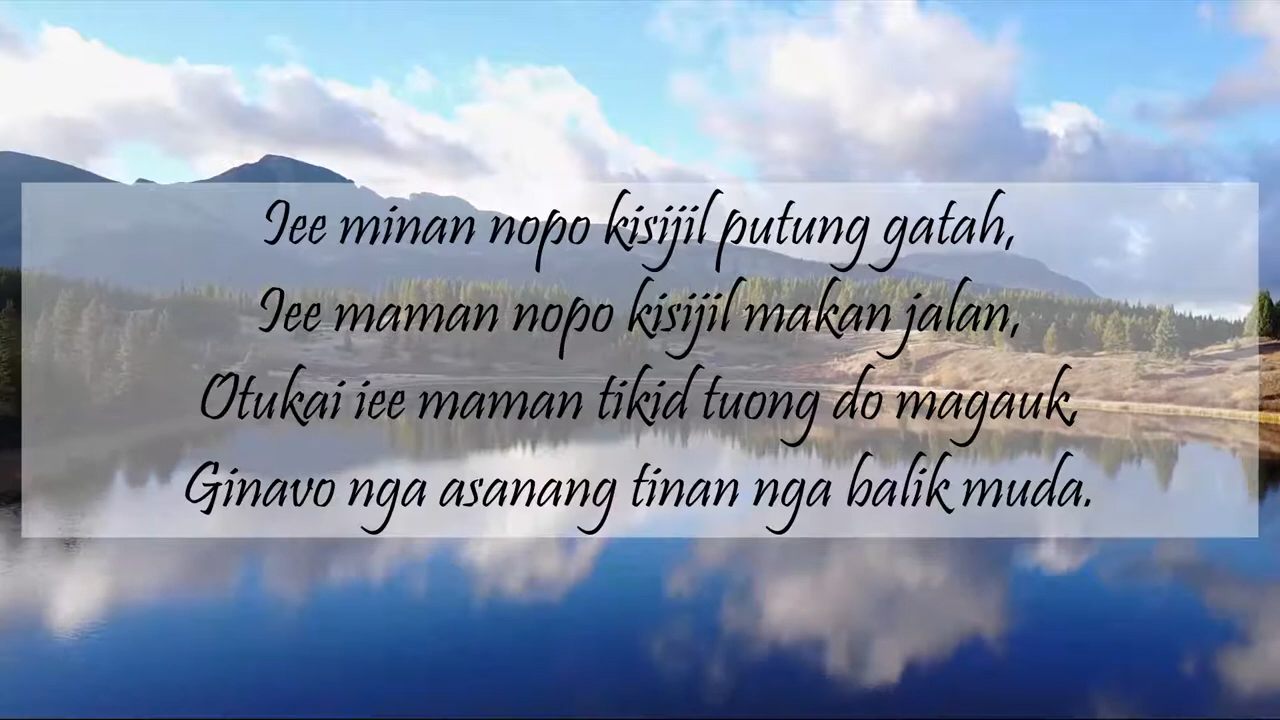 Iee minan nopo kisijil putung gatah,
Iee maman nopo kisijil makan jalan,
Otukai iee maman tikid tuong do magauk,
Ginavo nga asanang tinan nga balik muda.